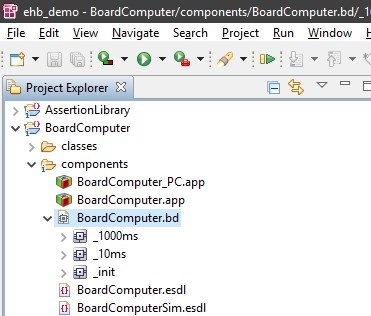 ehb_demo - BoardComputer/components/BoardComputer.bd/_10
File Edit View Navigate Search Project Run Window H
Project Explorer
AssertionLibrary
BoardComputer
classes
components
BoardComputer_PC.app
BoardComputer.app
BoardComputer.bd
_1000ms
_10ms
_init
BoardComputer.esdl
BoardComputerSim.esdl